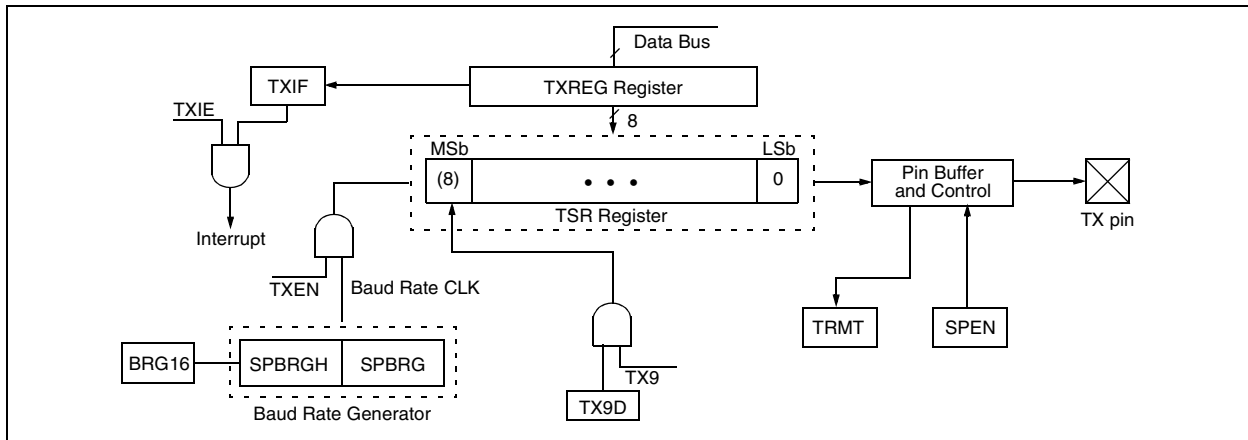 Data Bus
TXIF
TXREG Register
TXIE
8
MSb
LSb
(8)
• • •
0
Pin Buffer
and Control
TSR Register
TX pin
Interrupt
TXEN
Baud Rate CLK
TRMT
SPEN
BRG16
SPBRGH
SPBRG
TX9
TX9D
Baud Rate Generator